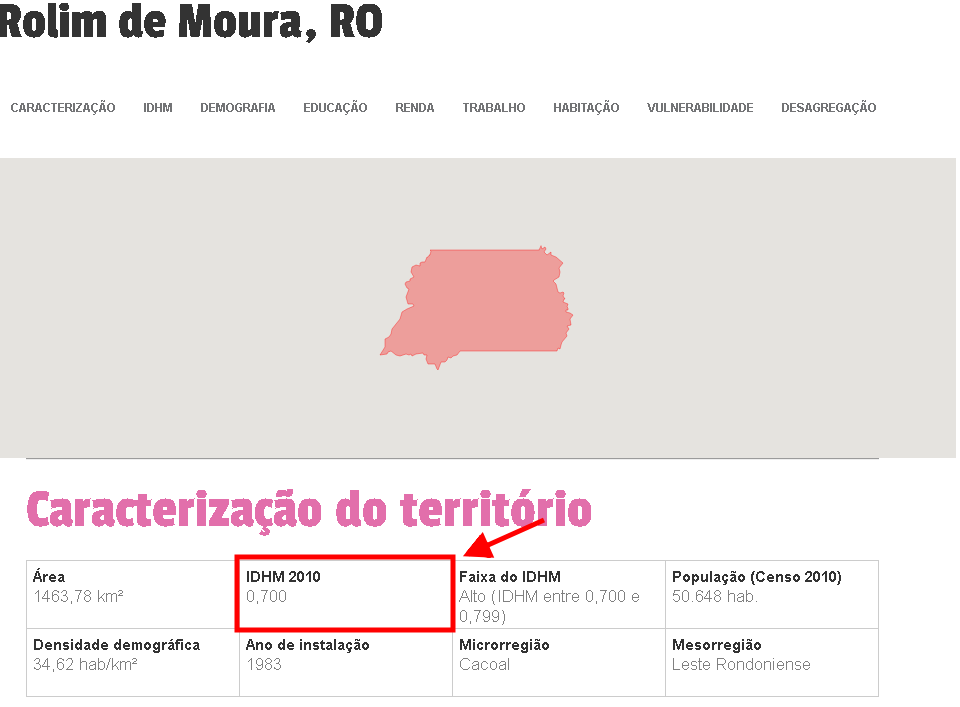 Rolim de Moura, RO
CARACTERIZAÇÃO IDHM DEMOGRAFIA EDUCAÇÃO RENDA TRABALHO HABITAÇÃO VULNERABILIDADE DESAGREGAÇÃO
Caracterização do território
Área
1463,78 km²
IDHM 2010
0,700
Faixa do IDHM
Alto (IDHM entre 0,700 e
0,799)
População (Censo 2010)
50.648 hab.
Densidade demográfica
34,62 hab/km²
Ano de instalação
1983
Microrregião
Cacoal
Mesorregião
Leste Rondoniense